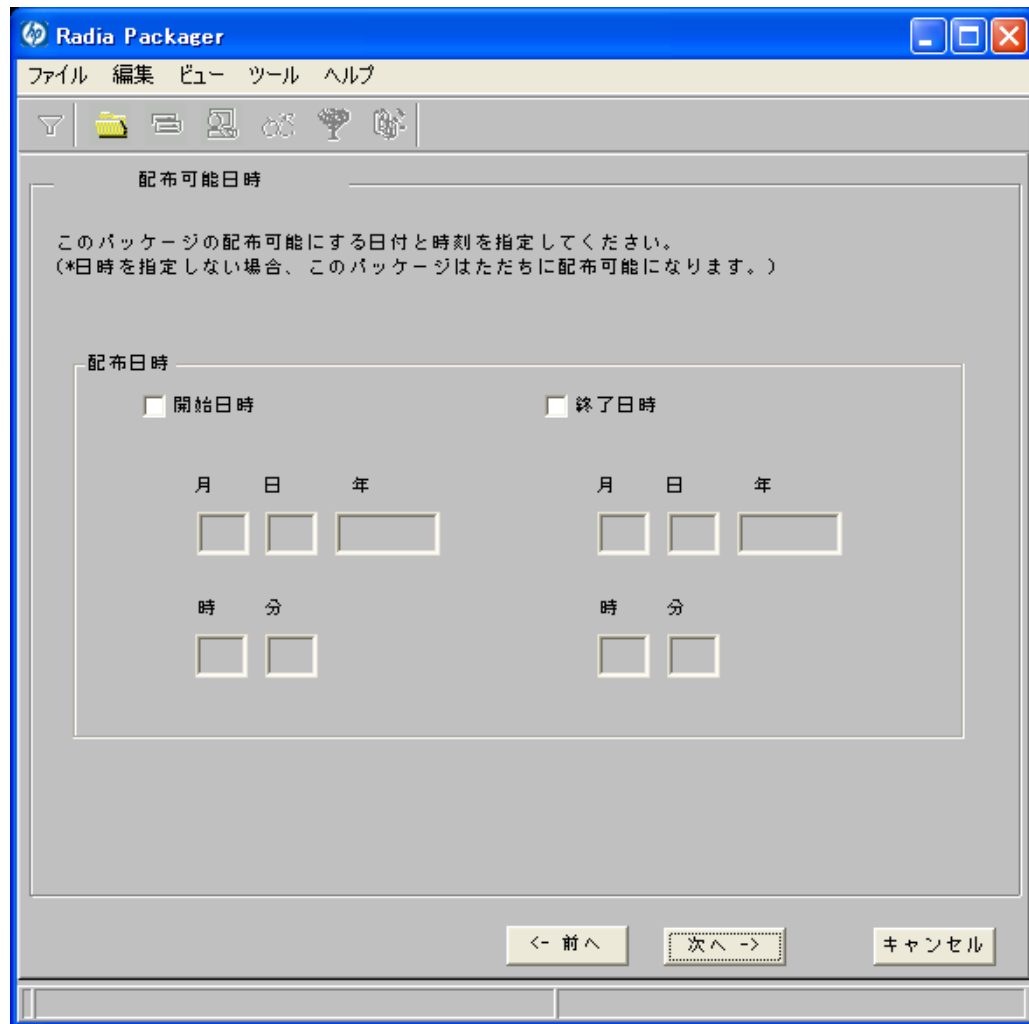 hp Radia Packager
ファイル 編集 ビュー ツール ヘルプ
配布可能日時
このパッケージの配布可能にする日付と時刻を指定してください。
(*日時を指定しない場合、このパッケージはただちに配布可能になります。)
配布日時
開始日時 終了日時
月 日 年 月 日 年
時 分 時 分
<- 前へ 次へ -> キャンセル